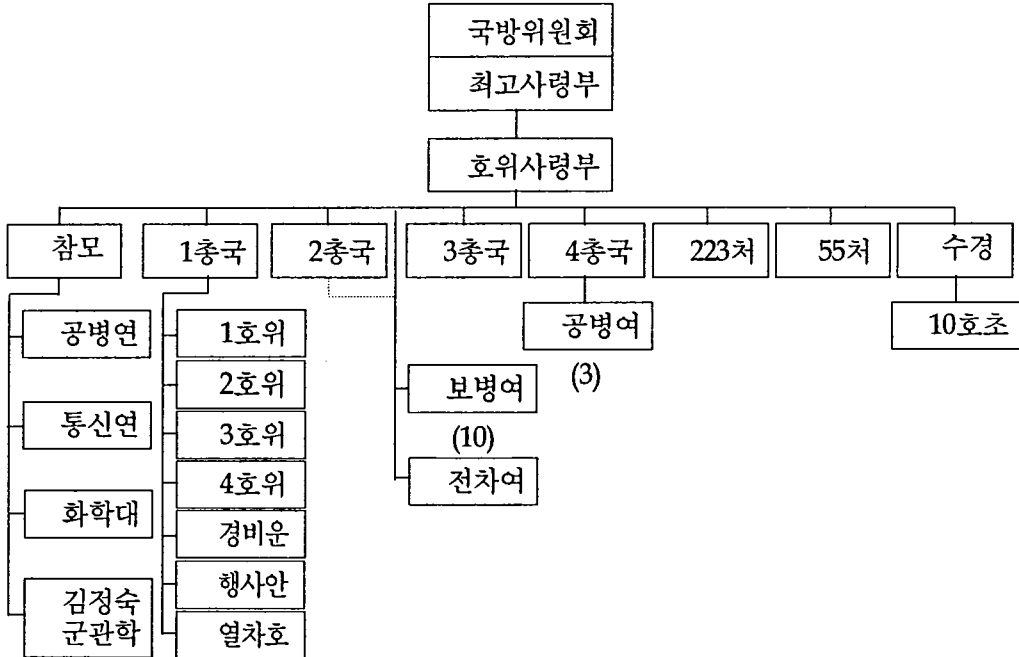 국방위원회
최고사령부
호위사령부
참모
1총국
2총국
3총국
4총국
223처
55처
수경
공병연
통신연
화학대
김정숙
군관학
1호위
2호위
3호위
4호위
경비운
행사안
열차호
보병여
(10)
전차여
공병여
(3)
10호초